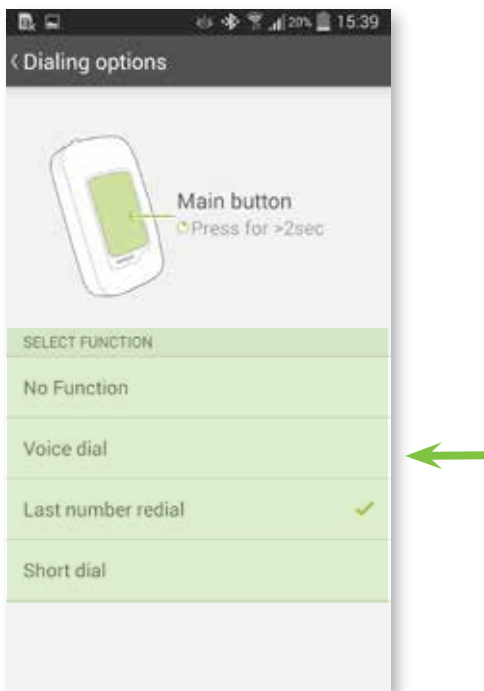 20% 15:39
Dialing options
Main button
Press for >2sec
SELECT FUNCTION
No Function
Voice dial
Last number redial
Short dial